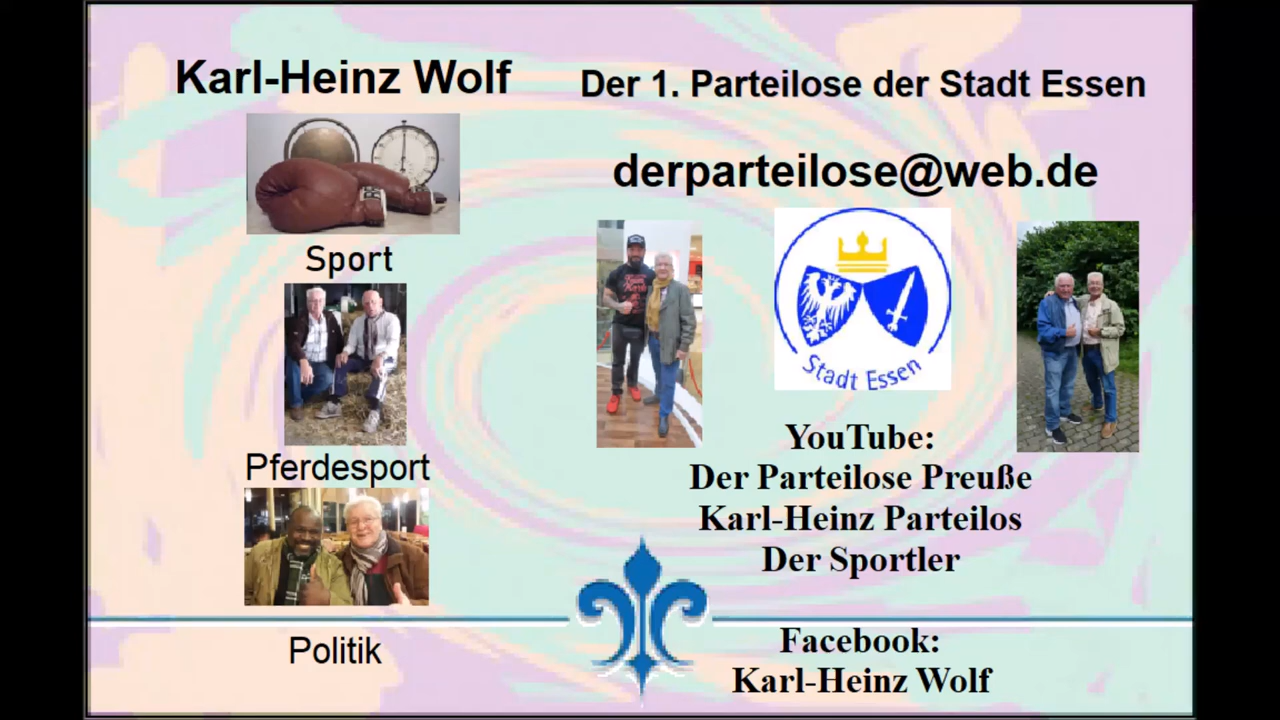 Karl-Heinz Wolf
Der 1. Parteilose der Stadt Essen
derparteilose@web.de
Sport
Pferdesport
Politik
Stadt Essen
YouTube:
Der Parteilose Preuße
Karl-Heinz Parteilos
Der Sportler
Facebook:
Karl-Heinz Wolf